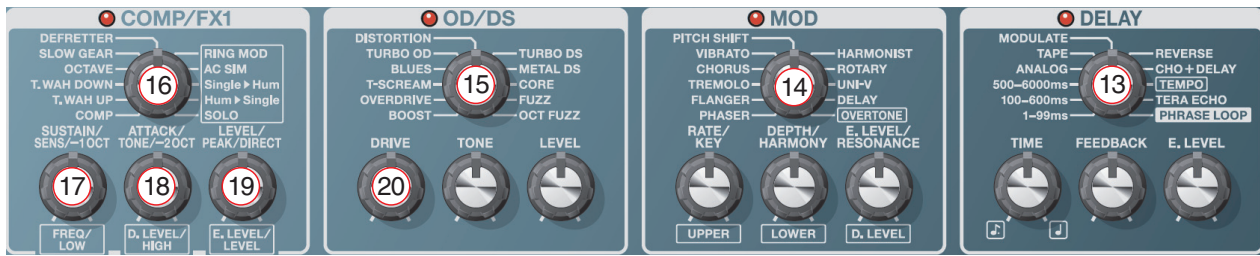 COMP/FX1
DEFRETTER
SLOW GEAR
OCTAVE
T. WAH DOWN
T. WAH UP
COMP
RING MOD
AC SIM
Single ▶ Hum
Hum ▶ Single
SOLO
16
SUSTAIN/
SENS/–1OCT
ATTACK/
TONE/–2OCT
LEVEL/
PEAK/DIRECT
17
18
19
FREQ/
LOW
D. LEVEL/
HIGH
E. LEVEL/
LEVEL
OD/DS
DISTORTION
TURBO OD
BLUES
T-SCREAM
OVERDRIVE
BOOST
TURBO DS
METAL DS
CORE
FUZZ
OCT FUZZ
15
DRIVE
TONE
LEVEL
20
MOD
PITCH SHIFT
VIBRATO
CHORUS
TREMOLO
FLANGER
PHASER
HARMONIST
ROTARY
UNI-V
DELAY
OVERTONE
14
RATE/
KEY
DEPTH/
HARMONY
E. LEVEL/
RESONANCE
UPPER
LOWER
D. LEVEL
DELAY
MODULATE
TAPE
ANALOG
500–6000ms
100–600ms
1–99ms
REVERSE
CHO+DELAY
TEMPO
TERA ECHO
PHRASE LOOP
13
TIME
FEEDBACK
E. LEVEL